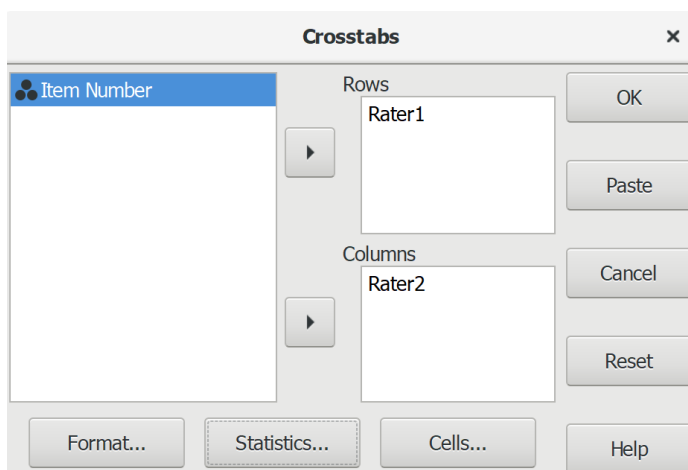 Crosstabs
Item Number
Rows
Rater1
Columns
Rater2
OK
Paste
Cancel
Reset
Help
Format...
Statistics...
Cells...